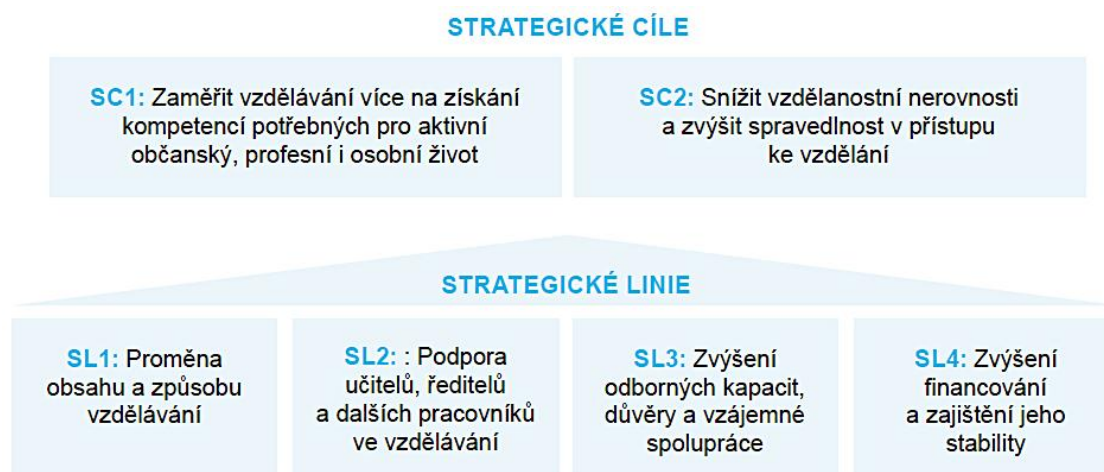 STRATEGICKÉ CÍLE
SC1: Zaměřit vzdělávání více na získání
kompetencí potřebných pro aktivní
občanský, profesní i osobní život
SC2: Snížit vzdělanostní nerovnosti
a zvýšit spravedlnost v přístupu
ke vzdělání
STRATEGICKÉ LINIE
SL1: Proměna
obsahu a způsobu
vzdělávání
SL2: : Podpora
učitelů, ředitelů
a dalších pracovníků
ve vzdělávání
SL3: Zvýšení
odborných kapacit,
důvěry a vzájemné
spolupráce
SL4: Zvýšení
financování
a zajištění jeho
stability